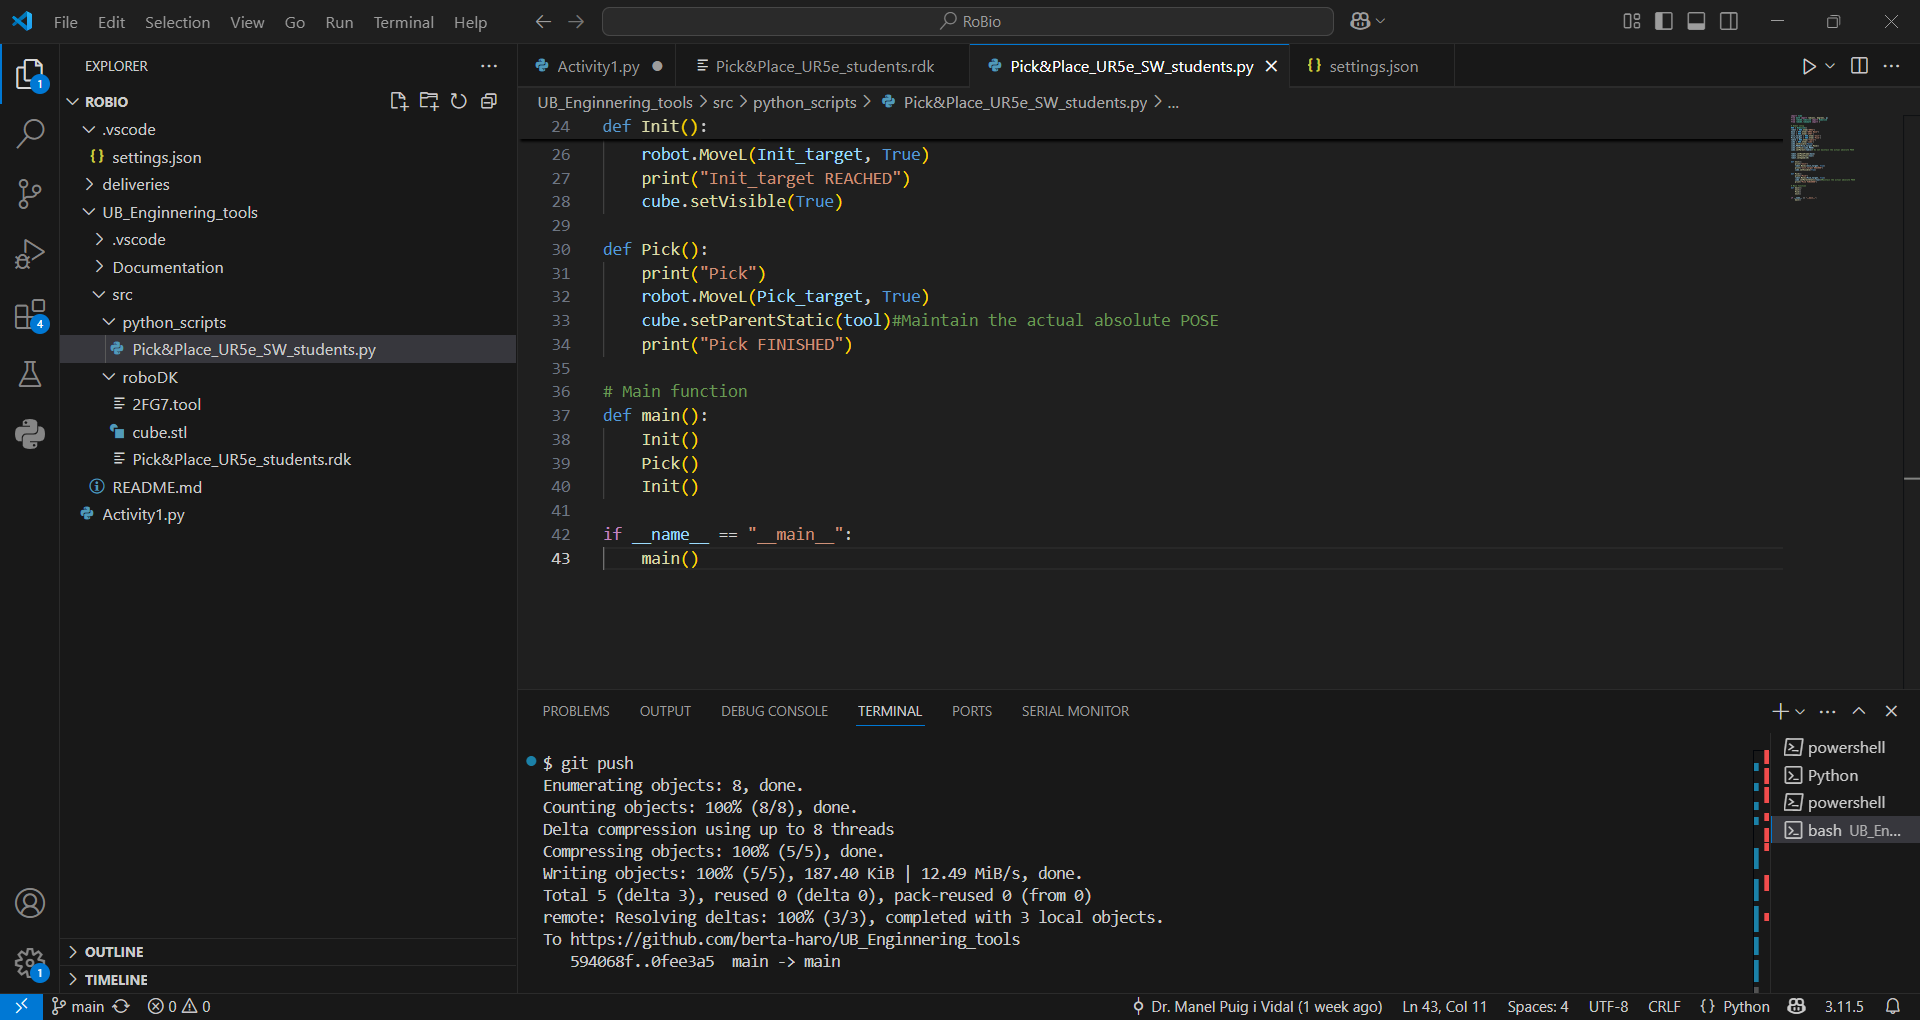 File Edit Selection View Go Run Terminal Help
RoBio
EXPLORER
ROBIO
.vscode
settings.json
deliveries
UB_Enginnering_tools
.vscode
Documentation
src
python_scripts
Pick&Place_UR5e_SW_students.py
roboDK
2FG7.tool
cube.stl
Pick&Place_UR5e_students.rdk
README.md
Activity1.py
OUTLINE
TIMELINE
1
4
1
Activity1.py Pick&Place_UR5e_students.rdk Pick&Place_UR5e_SW_students.py settings.json
UB_Enginnering_tools > src > python_scripts > Pick&Place_UR5e_SW_students.py > ...
24 def Init():
26 robot.MoveL(Init_target, True)
27 print("Init_target REACHED")
28 cube.setVisible(True)
29
30 def Pick():
31 print("Pick")
32 robot.MoveL(Pick_target, True)
33 cube.setParentStatic(tool)#Maintain the actual absolute POSE
34 print("Pick FINISHED")
35
36 # Main function
37 def main():
38 Init()
39 Pick()
40 Init()
41
42 if __name__ == "__main__":
43 main()
PROBLEMS OUTPUT DEBUG CONSOLE TERMINAL PORTS SERIAL MONITOR
$ git push
Enumerating objects: 8, done.
Counting objects: 100% (8/8), done.
Delta compression using up to 8 threads
Compressing objects: 100% (5/5), done.
Writing objects: 100% (5/5), 187.40 KiB | 12.49 MiB/s, done.
Total 5 (delta 3), reused 0 (delta 0), pack-reused 0 (from 0)
remote: Resolving deltas: 100% (3/3), completed with 3 local objects.
To https://github.com/berta-haro/UB_Enginnering_tools
594068f..0fee3a5 main -> main
powershell
Python
powershell
bash UB_En...
main 0 0 Dr. Manel Puig i Vidal (1 week ago) Ln 43, Col 11 Spaces: 4 UTF-8 CRLF {} Python 3.11.5